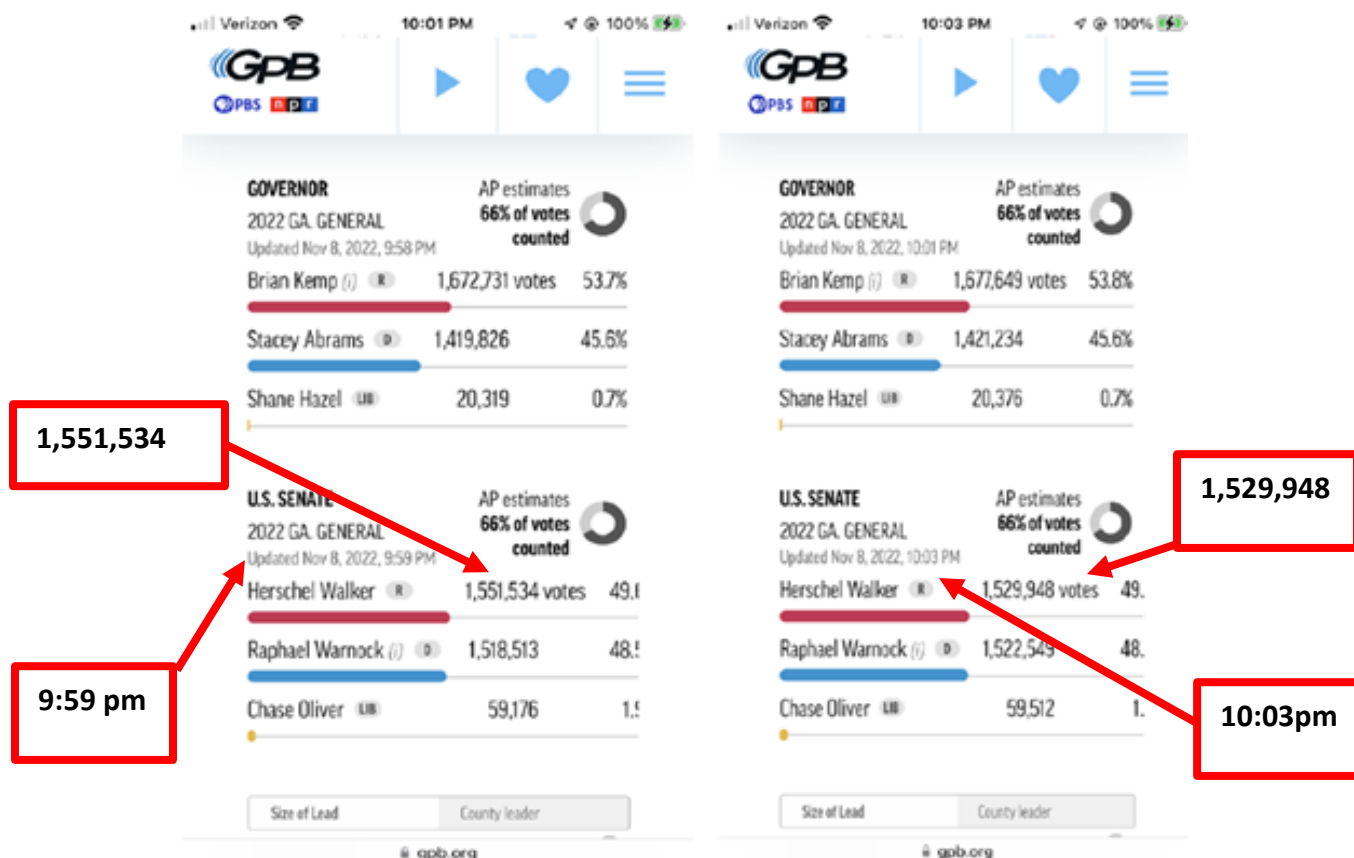 Verizon 10:01 PM 100%
GPB
PBS npr
GOVERNOR AP estimates
2022 GA. GENERAL 66% of votes
Updated Nov 8, 2022, 9:58 PM counted
Brian Kemp (i) R 1,672,731 votes 53.7%
Stacey Abrams D 1,419,826 45.6%
Shane Hazel LIB 20,319 0.7%
1,551,534
U.S. SENATE AP estimates
2022 GA. GENERAL 66% of votes
Updated Nov 8, 2022, 9:59 PM counted
Herschel Walker R 1,551,534 votes 49.
Raphael Warnock (i) D 1,518,513 48.
9:59 pm
Chase Oliver LIB 59,176 1.
Size of Lead County leader
gpb.org
Verizon 10:03 PM 100%
GPB
PBS npr
GOVERNOR AP estimates
2022 GA. GENERAL 66% of votes
Updated Nov 8, 2022, 10:01 PM counted
Brian Kemp (i) R 1,677,649 votes 53.8%
Stacey Abrams D 1,421,234 45.6%
Shane Hazel LIB 20,376 0.7%
1,529,948
U.S. SENATE AP estimates
2022 GA. GENERAL 66% of votes
Updated Nov 8, 2022, 10:03 PM counted
Herschel Walker R 1,529,948 votes 49.
Raphael Warnock (i) D 1,522,549 48.
10:03pm
Chase Oliver LIB 59,512 1.
Size of Lead County leader
gpb.org